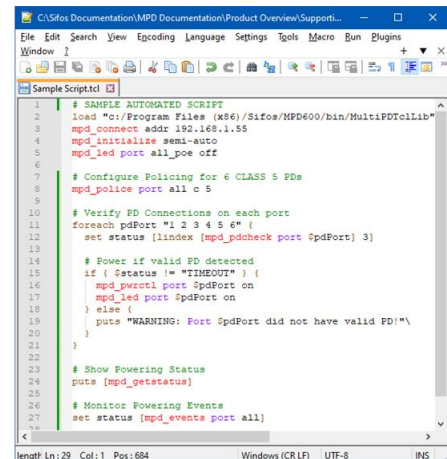 C:\Sifos Documentation\MPD Documentation\Product Overview\Supporti...
File Edit Search View Encoding Language Settings Tools Macro Run Plugins
Window ? + ▼ X
Sample Script.tcl
1 # SAMPLE AUTOMATED SCRIPT
2 load "c:/Program Files (x86)/Sifos/MPD600/bin/MultiPDTclLib"
3 mpd_connect addr 192.168.1.55
4 mpd_initialize semi-auto
5 mpd_led port all_poe off
6
7 # Configure Policing for 6 CLASS 5 PDs
8 mpd_police port all c 5
9
10 # Verify PD Connections on each port
11 foreach pdPort "1 2 3 4 5 6" {
12 set status [lindex [mpd_pdcheck port $pdPort] 3]
13
14 # Power if valid PD detected
15 if { $status != "TIMEOUT" } {
16 mpd_pwrctl port $pdPort on
17 mpd_led port $pdPort on
18 } else {
19 puts "WARNING: Port $pdPort did not have valid PD!"\
20 }
21 }
22
23 # Show Powering Status
24 puts [mpd_getstatus]
25
26 # Monitor Powering Events
27 set status [mpd_events port all]
28
length Ln : 29 Col : 1 Pos : 684 Windows (CR LF) UTF-8 INS